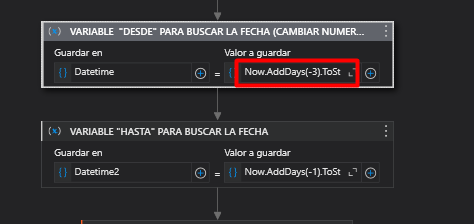 (x) VARIABLE "DESDE" PARA BUSCAR LA FECHA (CAMBIAR NUMER...
Guardar en Valor a guardar
{ } Datetime = { Now.AddDays(-3).ToSt
(x) VARIABLE "HASTA" PARA BUSCAR LA FECHA
Guardar en Valor a guardar
{ } Datetime2 = { } Now.AddDays(-1).ToSt